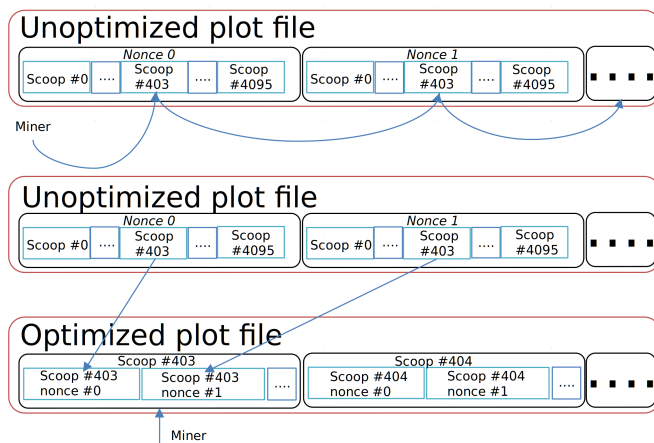 Unoptimized plot file
Nonce 0
Nonce 1
Scoop #0
....
Scoop
#403
....
Scoop
#4095
Scoop #0
....
Scoop
#403
....
Scoop
#4095
....
Miner
Unoptimized plot file
Nonce 0
Nonce 1
Scoop #0
....
Scoop
#403
....
Scoop
#4095
Scoop #0
....
Scoop
#403
....
Scoop
#4095
....
Optimized plot file
Scoop #403
Scoop #404
Scoop #403
nonce #0
Scoop #403
nonce #1
....
Scoop #404
nonce #0
Scoop #404
nonce #1
....
....
Miner